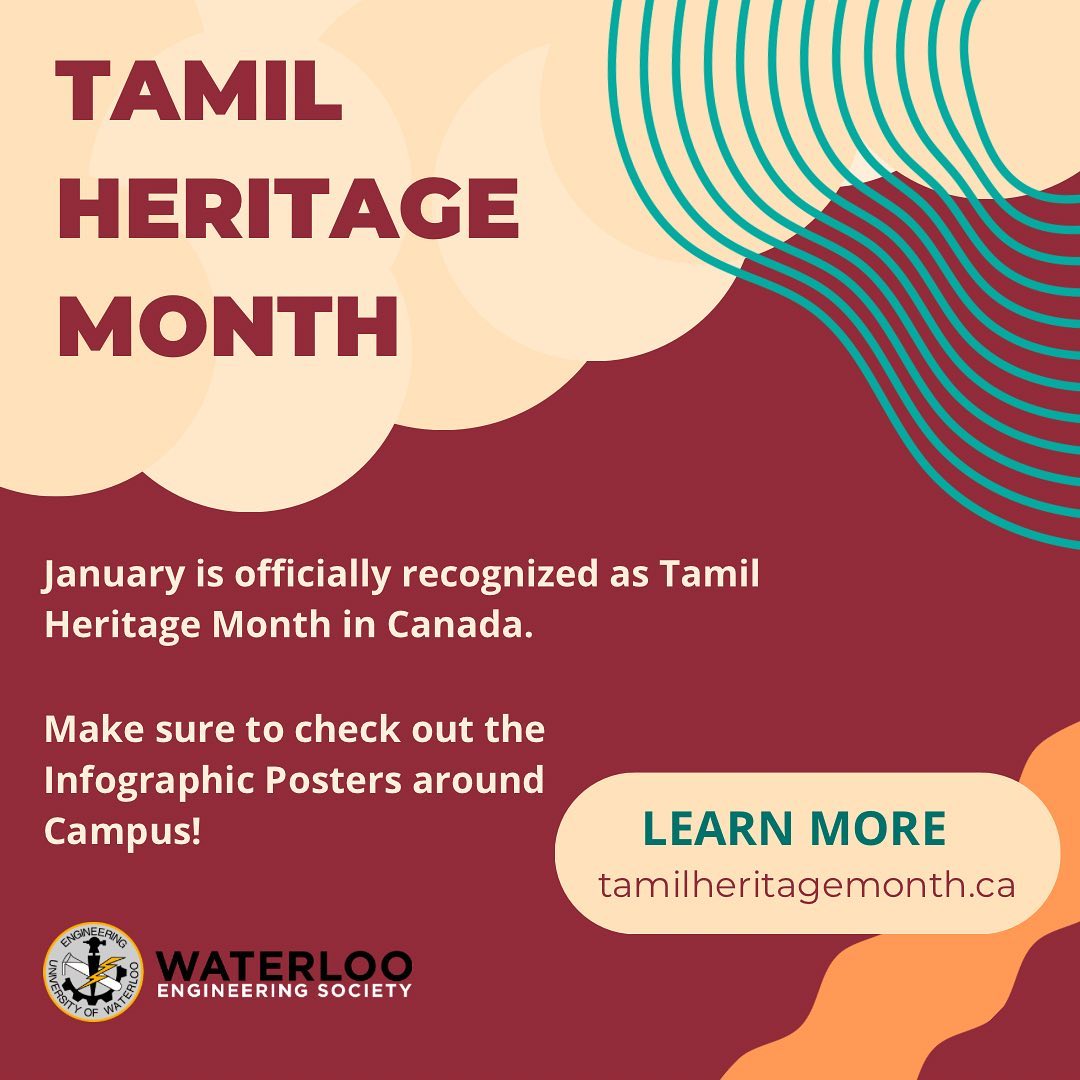 TAMIL
HERITAGE
MONTH
January is officially recognized as Tamil
Heritage Month in Canada.
Make sure to check out the
Infographic Posters around
Campus!
LEARN MORE
tamilheritagemonth.ca
ENGINEERING
UNIVERSITY OF WATERLOO
WATERLOO
ENGINEERING SOCIETY